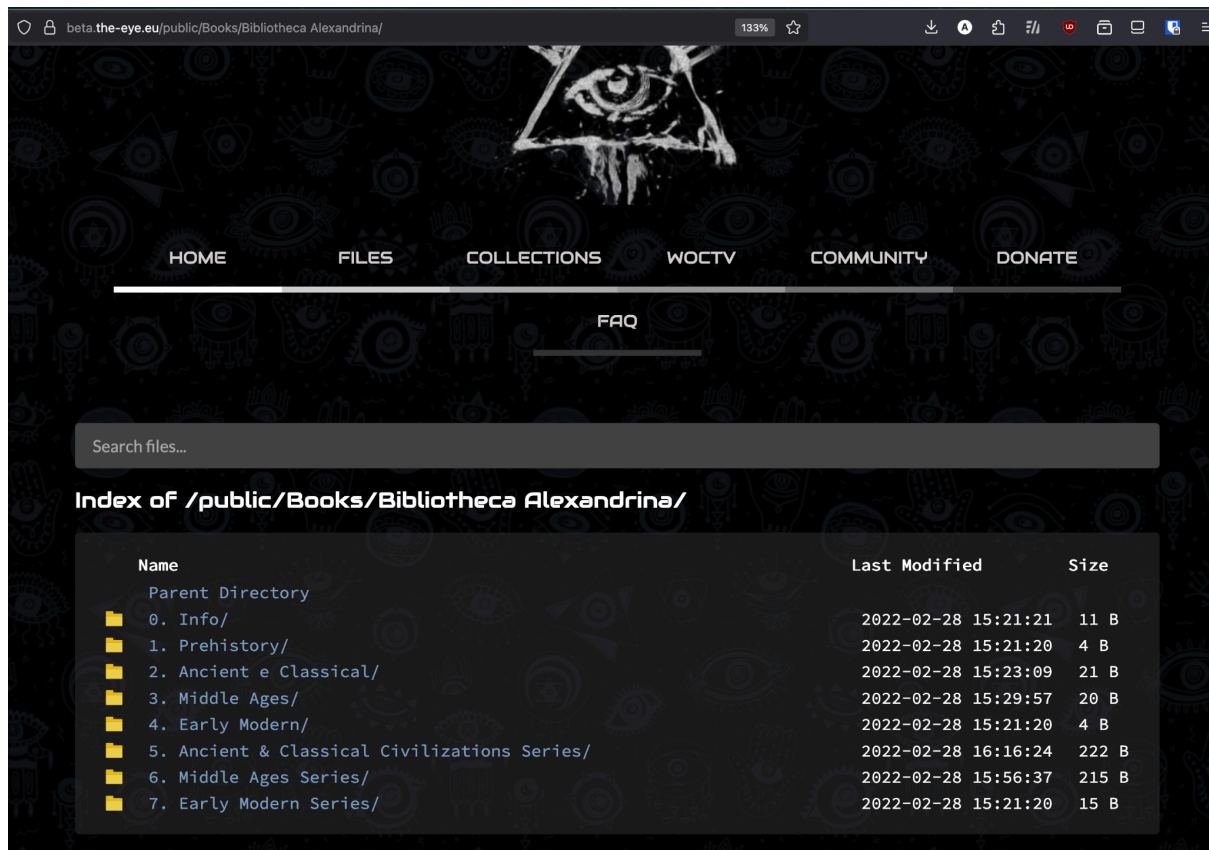 beta.the-eye.eu/public/Books/Bibliotheca Alexandrina/ 133%
HOME FILES COLLECTIONS WOCTV COMMUNITY DONATE
FAQ
Search files...
Index of /public/Books/Bibliotheca Alexandrina/
Name Last Modified Size
Parent Directory
0. Info/ 2022-02-28 15:21:21 11 B
1. Prehistory/ 2022-02-28 15:21:20 4 B
2. Ancient e Classical/ 2022-02-28 15:23:09 21 B
3. Middle Ages/ 2022-02-28 15:29:57 20 B
4. Early Modern/ 2022-02-28 15:21:20 4 B
5. Ancient & Classical Civilizations Series/ 2022-02-28 16:16:24 222 B
6. Middle Ages Series/ 2022-02-28 15:56:37 215 B
7. Early Modern Series/ 2022-02-28 15:21:20 15 B